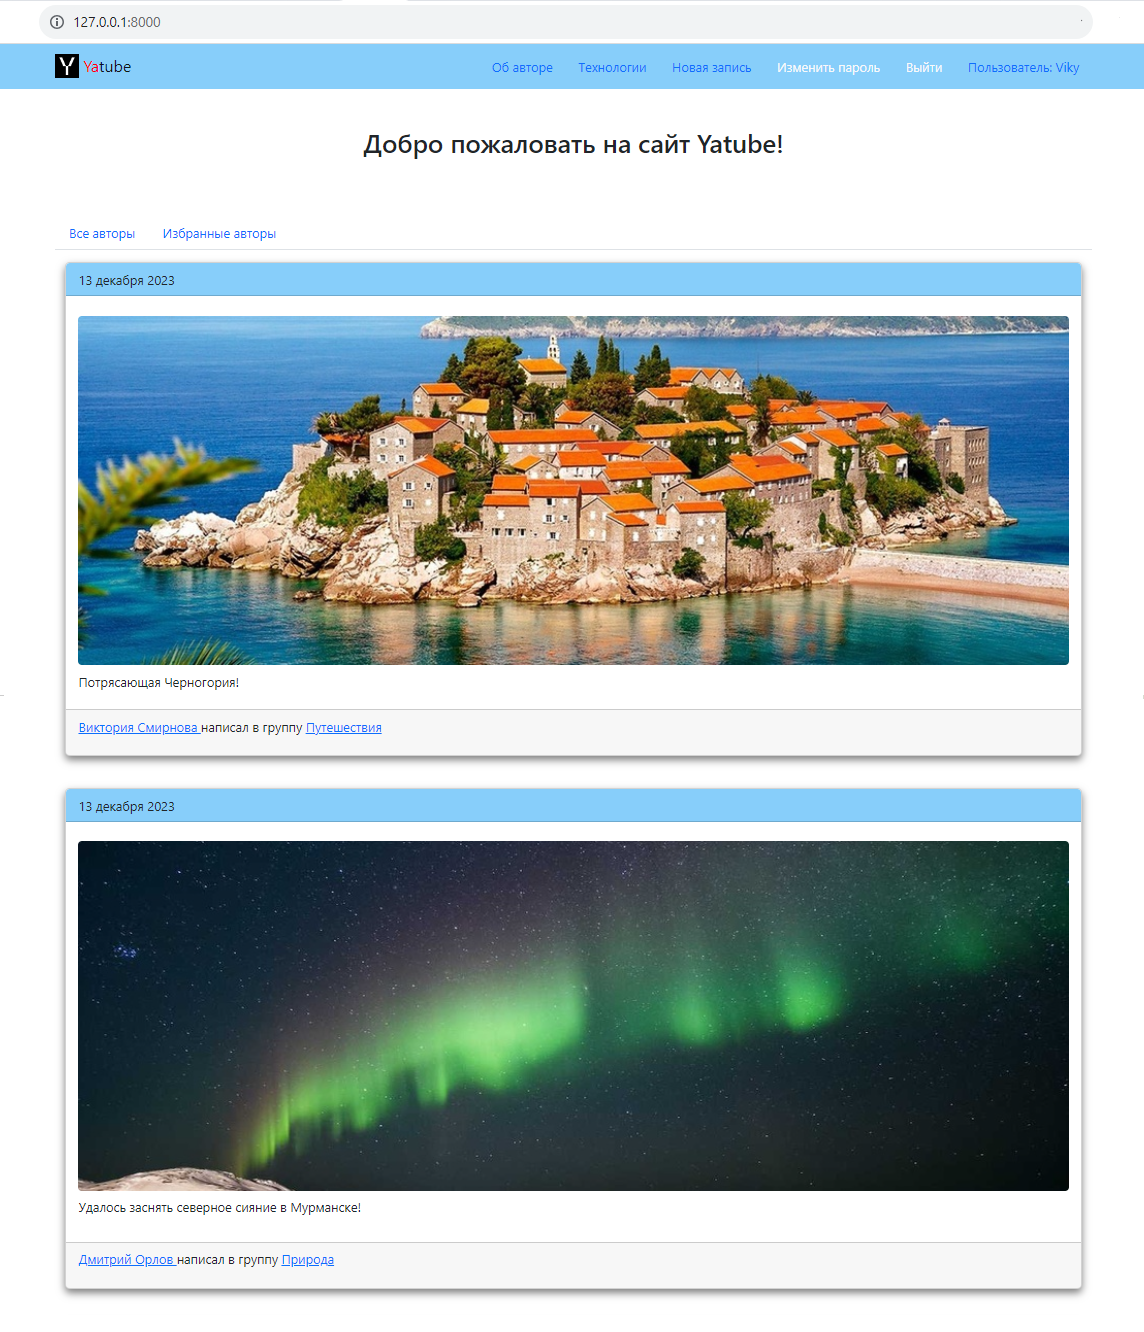 127.0.0.1:8000
Y Yatube Об авторе Технологии Новая запись Изменить пароль Выйти Пользователь: Viky
Добро пожаловать на сайт Yatube!
Все авторы Избранные авторы
13 декабря 2023
Потрясающая Черногория!
Виктория Смирнова написал в группу Путешествия
13 декабря 2023
Удалось заснять северное сияние в Мурманске!
Дмитрий Орлов написал в группу Природа